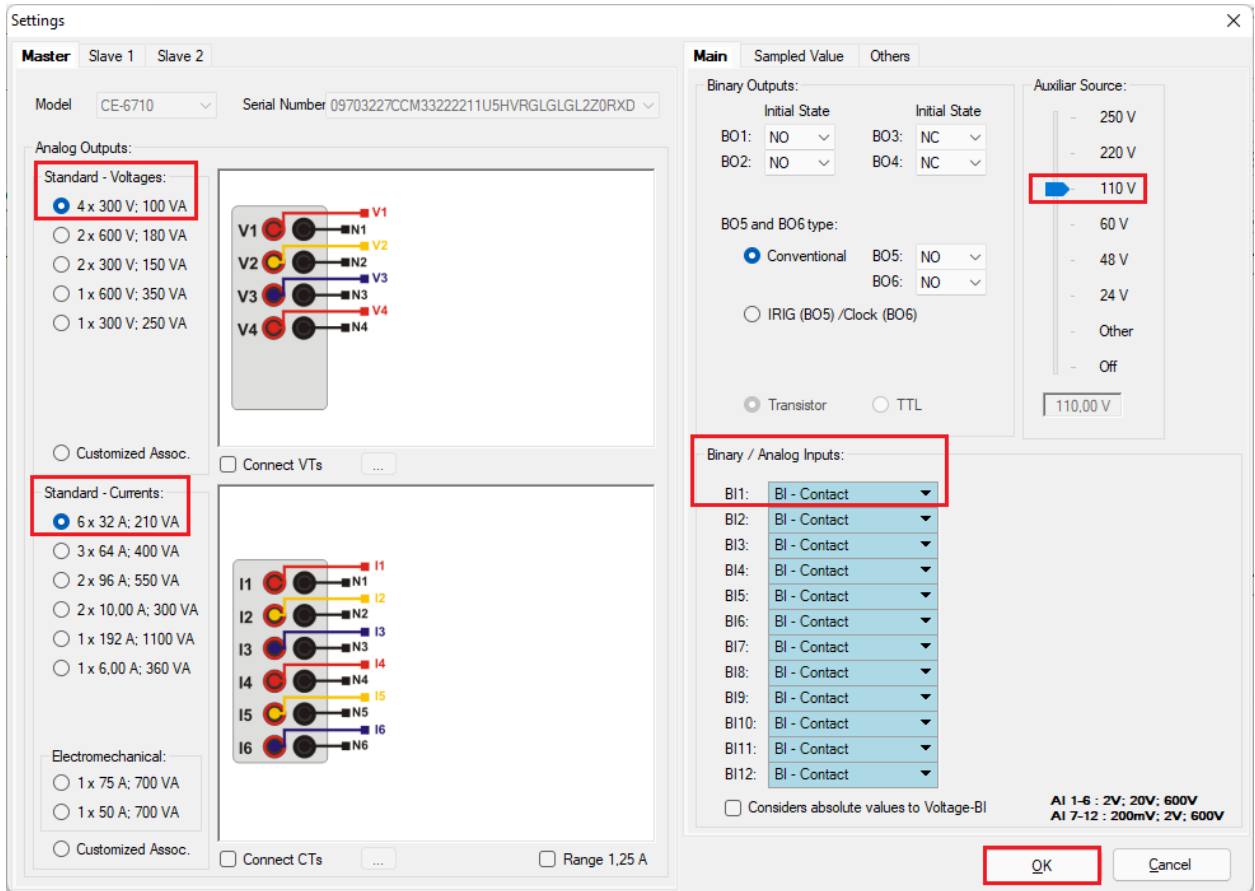 Settings
Master Slave 1 Slave 2
Model CE-6710 Serial Number 09703227CCM33222211U5HVRGLGLGL2Z0RXD
Analog Outputs:
Standard - Voltages:
4 x 300 V; 100 VA
2 x 600 V; 180 VA
2 x 300 V; 150 VA
1 x 600 V; 350 VA
1 x 300 V; 250 VA
Customized Assoc.
V1 V1
N1
V2 V2
N2
V3 V3
N3
V4 V4
N4
Connect VTs ...
Standard - Currents:
6 x 32 A; 210 VA
3 x 64 A; 400 VA
2 x 96 A; 550 VA
2 x 10,00 A; 300 VA
1 x 192 A; 1100 VA
1 x 6,00 A; 360 VA
Electromechanical:
1 x 75 A; 700 VA
1 x 50 A; 700 VA
Customized Assoc.
I1 I1
N1
I2 I2
N2
I3 I3
N3
I4 I4
N4
I5 I5
N5
I6 I6
N6
Connect CTs ... Range 1,25 A
Main Sampled Value Others
Binary Outputs:
Initial State Initial State
BO1: NO BO3: NC
BO2: NO BO4: NC
BO5 and BO6 type:
Conventional BO5: NO
BO6: NO
IRIG (BO5) /Clock (BO6)
Transistor TTL
Auxiliar Source:
250 V
220 V
110 V
60 V
48 V
24 V
Other
Off
110,00 V
Binary / Analog Inputs:
BI1: BI - Contact
BI2: BI - Contact
BI3: BI - Contact
BI4: BI - Contact
BI5: BI - Contact
BI6: BI - Contact
BI7: BI - Contact
BI8: BI - Contact
BI9: BI - Contact
BI10: BI - Contact
BI11: BI - Contact
BI12: BI - Contact
Considers absolute values to Voltage-BI
AI 1-6 : 2V; 20V; 600V
AI 7-12 : 200mV; 2V; 600V
OK Cancel